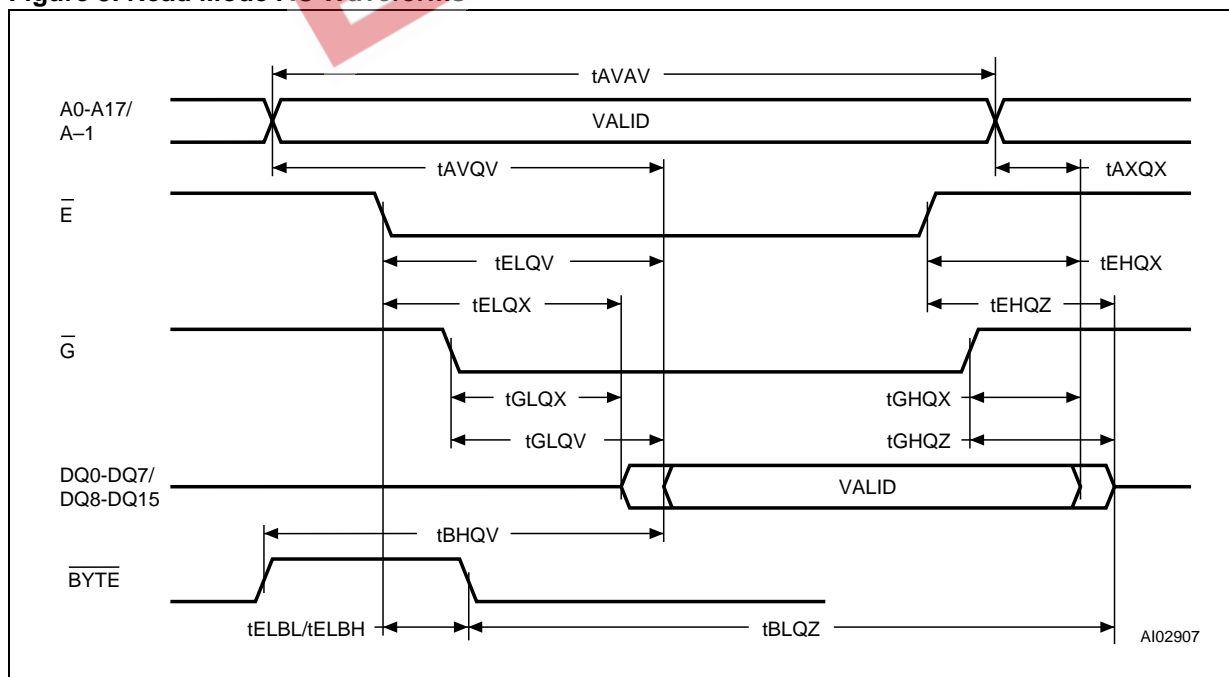 tAVAV
A0-A17/
A–1
VALID
tAVQV
tAXQX
E
tELQV
tEHQX
tELQX
tEHQZ
G
tGLQX
tGHQX
tGLQV
tGHQZ
DQ0-DQ7/
DQ8-DQ15
VALID
tBHQV
BYTE
tELBL/tELBH
tBLQZ
AI02907